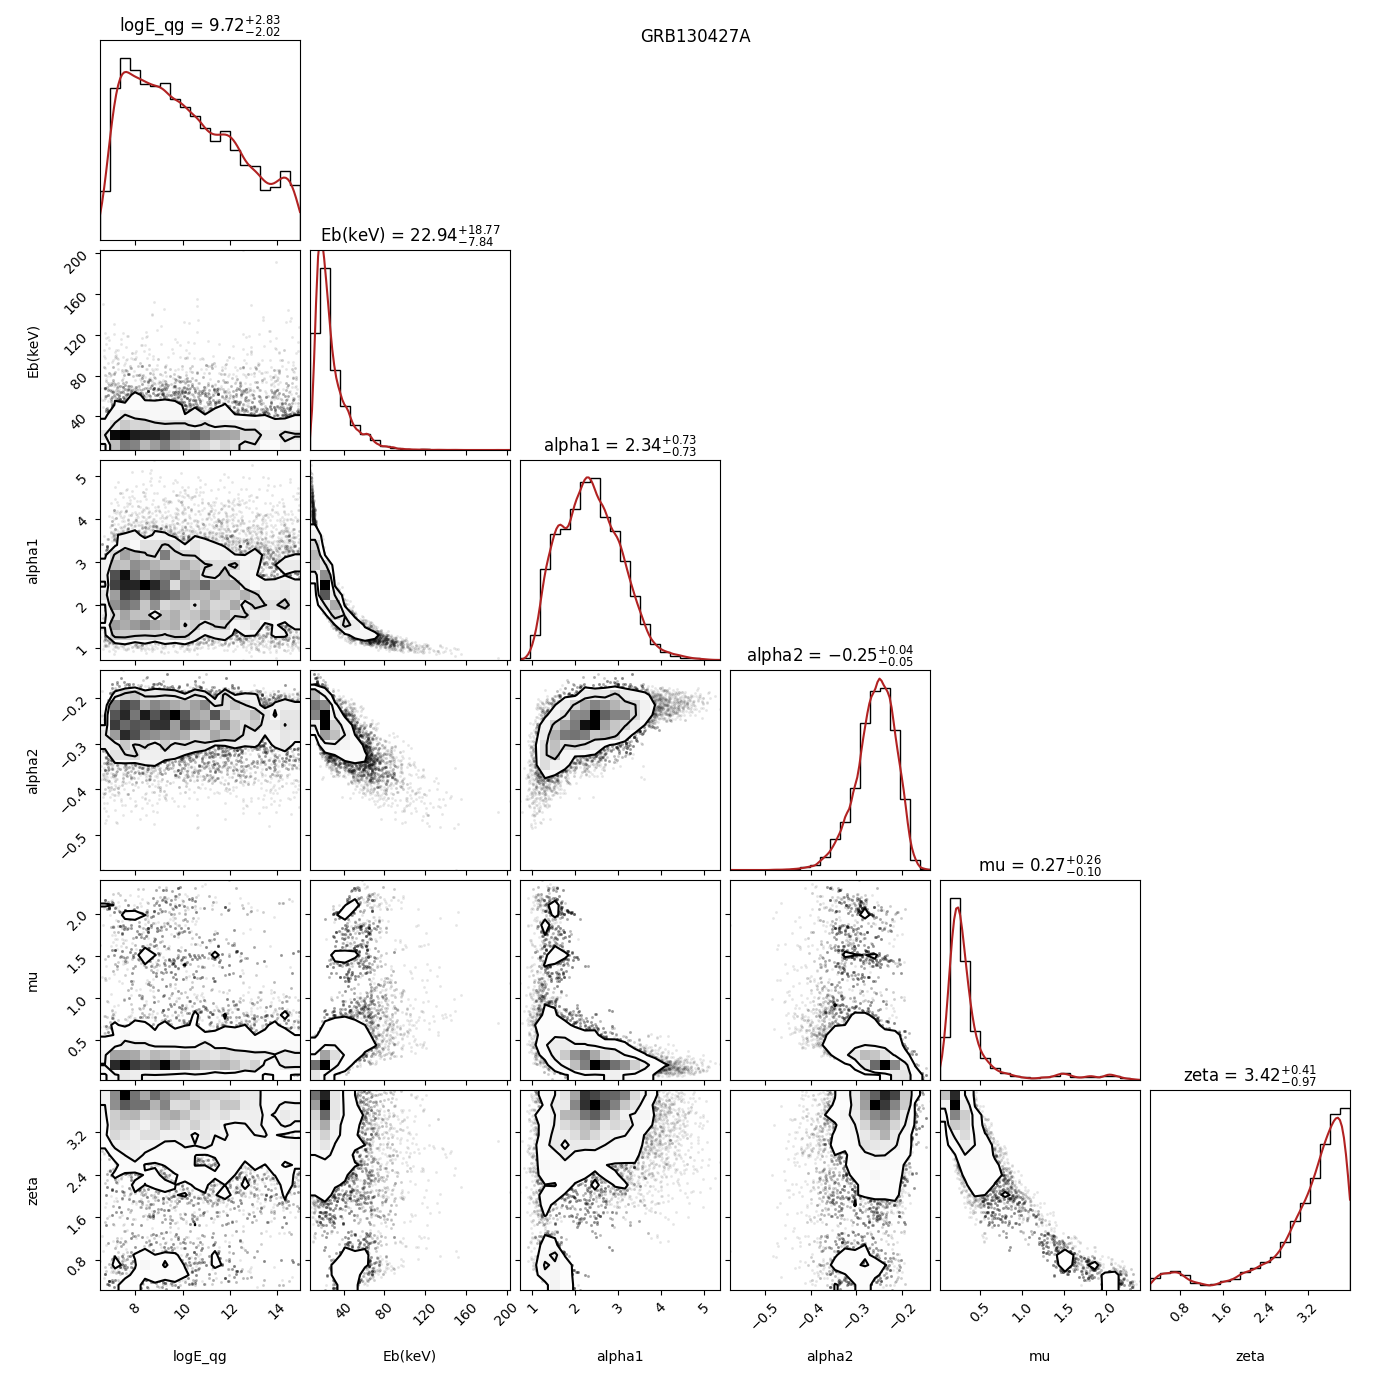 logE_qg = 9.72^{+2.83}_{−2.02}
GRB130427A
Eb(keV) = 22.94^{+18.77}_{−7.84}
200
160
120
80
40
Eb(keV)
alpha1 = 2.34^{+0.73}_{−0.73}
5
4
3
2
1
alpha1
alpha2 = −0.25^{+0.04}_{−0.05}
−0.2
−0.3
−0.4
−0.5
alpha2
mu = 0.27^{+0.26}_{−0.10}
2.0
1.5
1.0
0.5
mu
zeta = 3.42^{+0.41}_{−0.97}
3.2
2.4
1.6
0.8
zeta
8 10 12 14
40 80 120 160 200
1 2 3 4 5
−0.5 −0.4 −0.3 −0.2
0.5 1.0 1.5 2.0
0.8 1.6 2.4 3.2
logE_qg Eb(keV) alpha1 alpha2 mu zeta